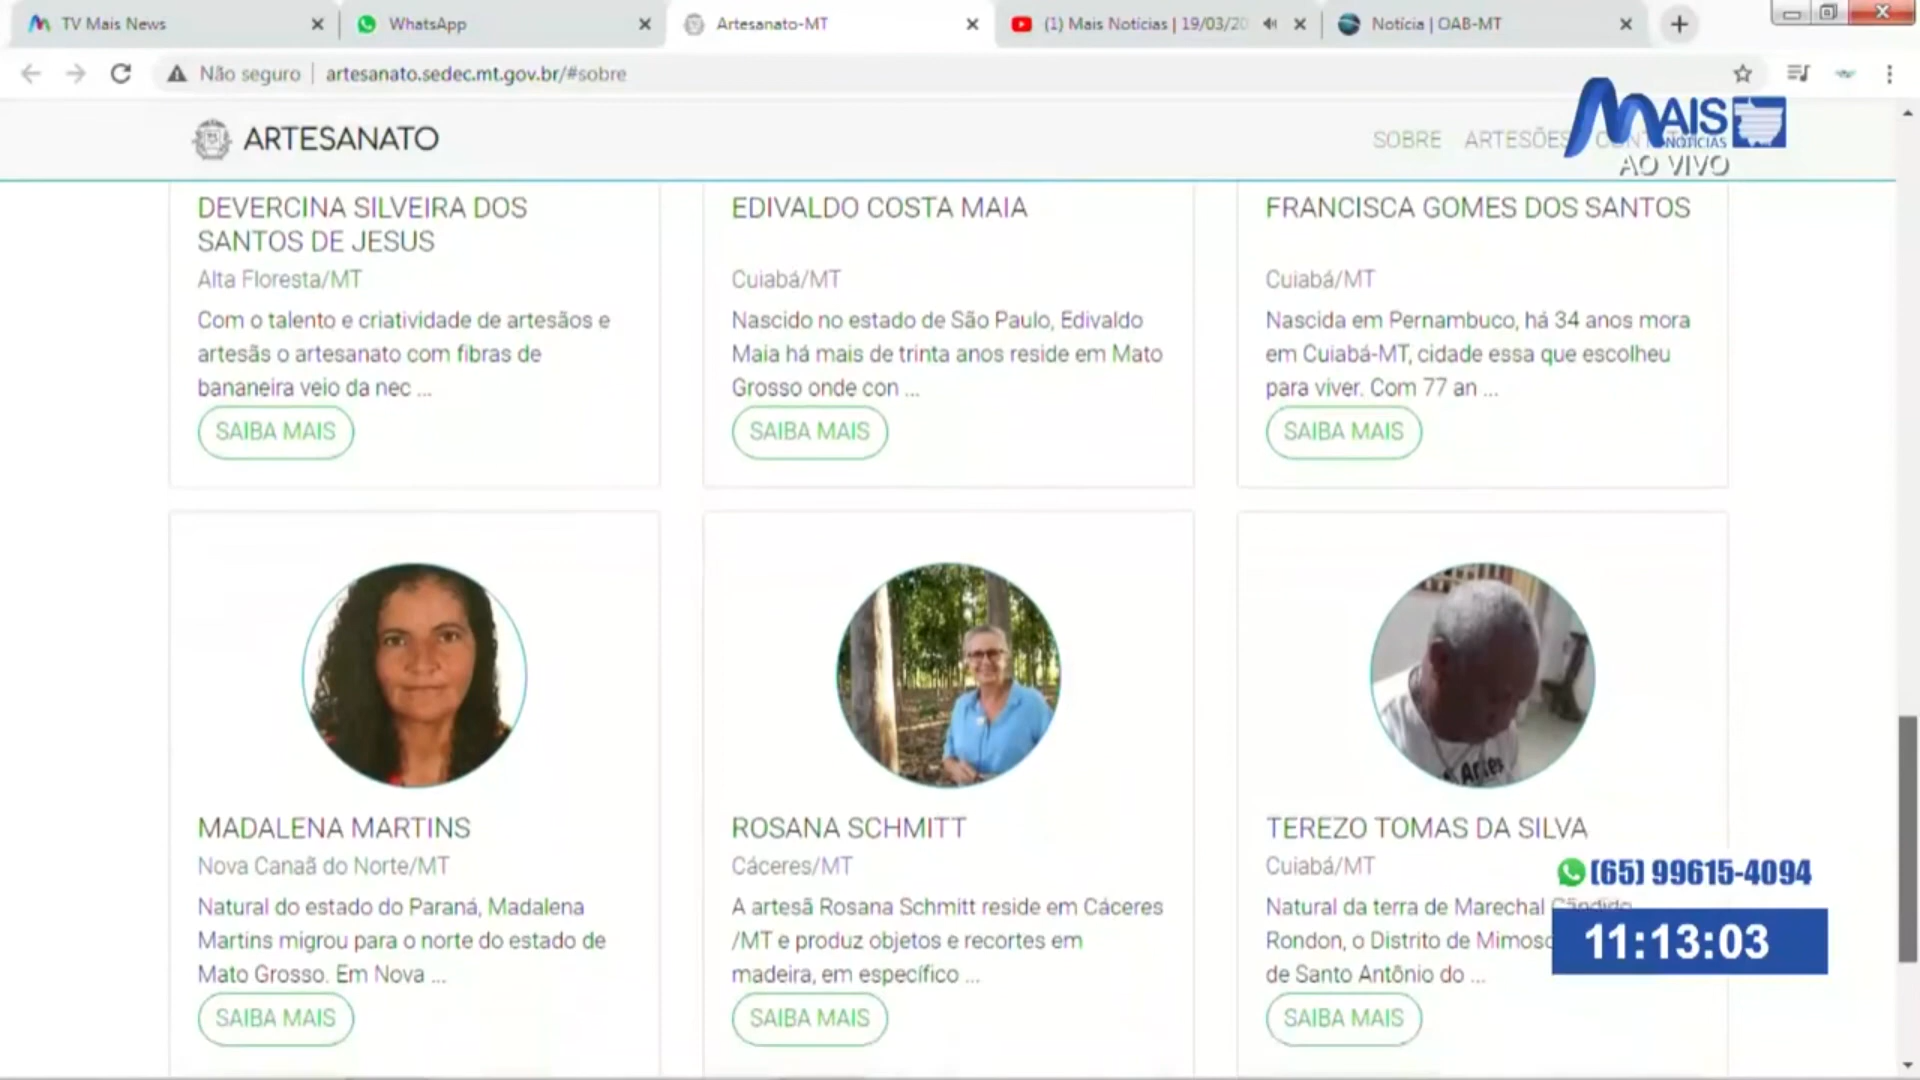 TV Mais News
WhatsApp
Artesanato-MT
(1) Mais Notícias | 19/03/20
Notícia | OAB-MT
Não seguro
artesanato.sedec.mt.gov.br/#sobre
ARTESANATO
SOBRE
ARTESÕES
MAIS
NOTÍCIAS
AO VIVO
DEVERCINA SILVEIRA DOS
SANTOS DE JESUS
Alta Floresta/MT
Com o talento e criatividade de artesãos e
artesãs o artesanato com fibras de
bananeira veio da nec ...
SAIBA MAIS
EDIVALDO COSTA MAIA
Cuiabá/MT
Nascido no estado de São Paulo, Edivaldo
Maia há mais de trinta anos reside em Mato
Grosso onde con ...
SAIBA MAIS
FRANCISCA GOMES DOS SANTOS
Cuiabá/MT
Nascida em Pernambuco, há 34 anos mora
em Cuiabá-MT, cidade essa que escolheu
para viver. Com 77 an ...
SAIBA MAIS
MADALENA MARTINS
Nova Canaã do Norte/MT
Natural do estado do Paraná, Madalena
Martins migrou para o norte do estado de
Mato Grosso. Em Nova ...
SAIBA MAIS
ROSANA SCHMITT
Cáceres/MT
A artesã Rosana Schmitt reside em Cáceres
/MT e produz objetos e recortes em
madeira, em específico ...
SAIBA MAIS
Artes
TEREZO TOMAS DA SILVA
Cuiabá/MT
Natural da terra de Marechal Cândido
Rondon, o Distrito de Mimoso
de Santo Antônio do ...
SAIBA MAIS
(65) 99615-4094
11:13:03